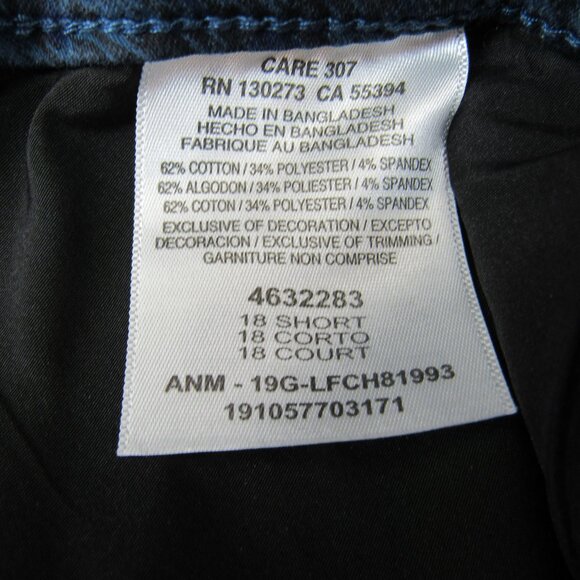 CARE 307
RN 130273 CA 55394
MADE IN BANGLADESH
HECHO EN BANGLADESH
FABRIQUE AU BANGLADESH
62% COTTON / 34% POLYESTER / 4% SPANDEX
62% ALGODON / 34% POLIESTER / 4% SPANDEX
62% COTON / 34% POLYESTER / 4% SPANDEX
EXCLUSIVE OF DECORATION / EXCEPTO
DECORACION / EXCLUSIVE OF TRIMMING /
GARNITURE NON COMPRISE
4632283
18 SHORT
18 CORTO
18 COURT
ANM - 19G-LFCH81993
191057703171